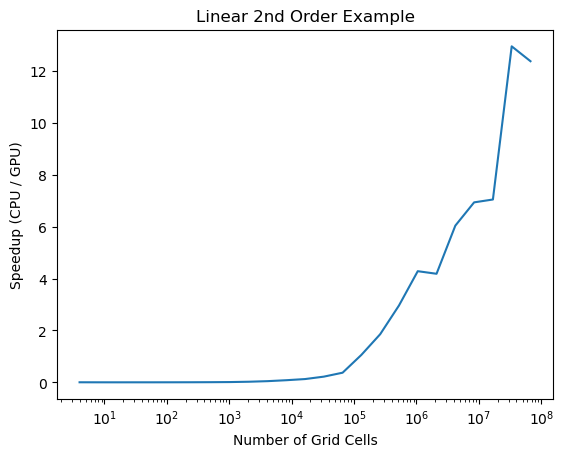 Linear 2nd Order Example
Speedup (CPU / GPU)
12
10
8
6
4
2
0
10¹ 10² 10³ 10⁴ 10⁵ 10⁶ 10⁷ 10⁸
Number of Grid Cells